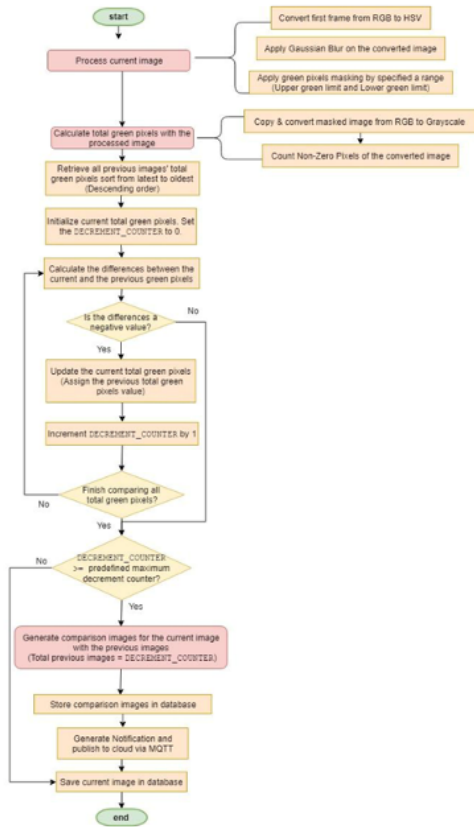 start
Process current image
Convert first frame from RGB to HSV
Apply Gaussian Blur on the converted image
Apply green pixels masking by specified a range
(Upper green limit and Lower green limit)
Calculate total green pixels with the
processed image
Copy & convert masked image from RGB to Grayscale
Count Non-Zero Pixels of the converted image
Retrieve all previous images' total
green pixels sort from latest to oldest
(Descending order)
Initialize current total green pixels. Set
the DECREMENT_COUNTER to 0.
Calculate the differences between the
current and the previous green pixels
Is the differences a
negative value?
No
Yes
Update the current total green pixels
(Assign the previous total green
pixels value)
Increment DECREMENT_COUNTER by 1
Finish comparing all
total green pixels?
No
Yes
DECREMENT_COUNTER
>= predefined maximum
decrement counter?
No
Yes
Generate comparison images for the current image
with the previous images
(Total previous images = DECREMENT_COUNTER)
Store comparison images in database
Generate Notification and
publish to cloud via MQTT
Save current image in database
end